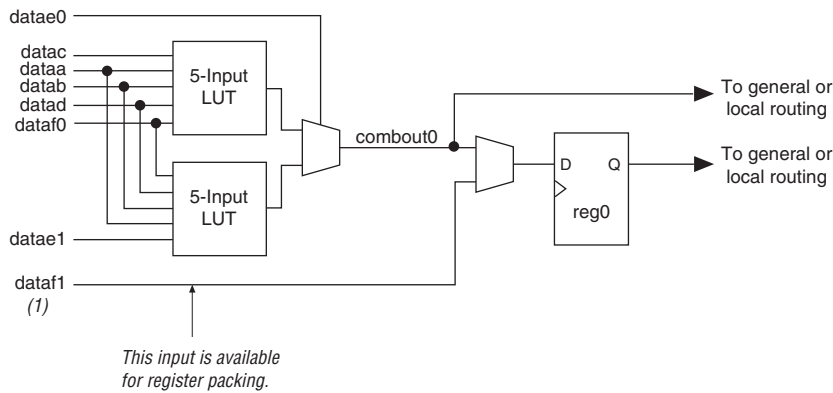 datae0
datac
dataa
datab
datad
dataf0
5-Input
LUT
5-Input
LUT
combout0
To general or
local routing
D Q
reg0
To general or
local routing
datae1
dataf1
(1)
This input is available
for register packing.